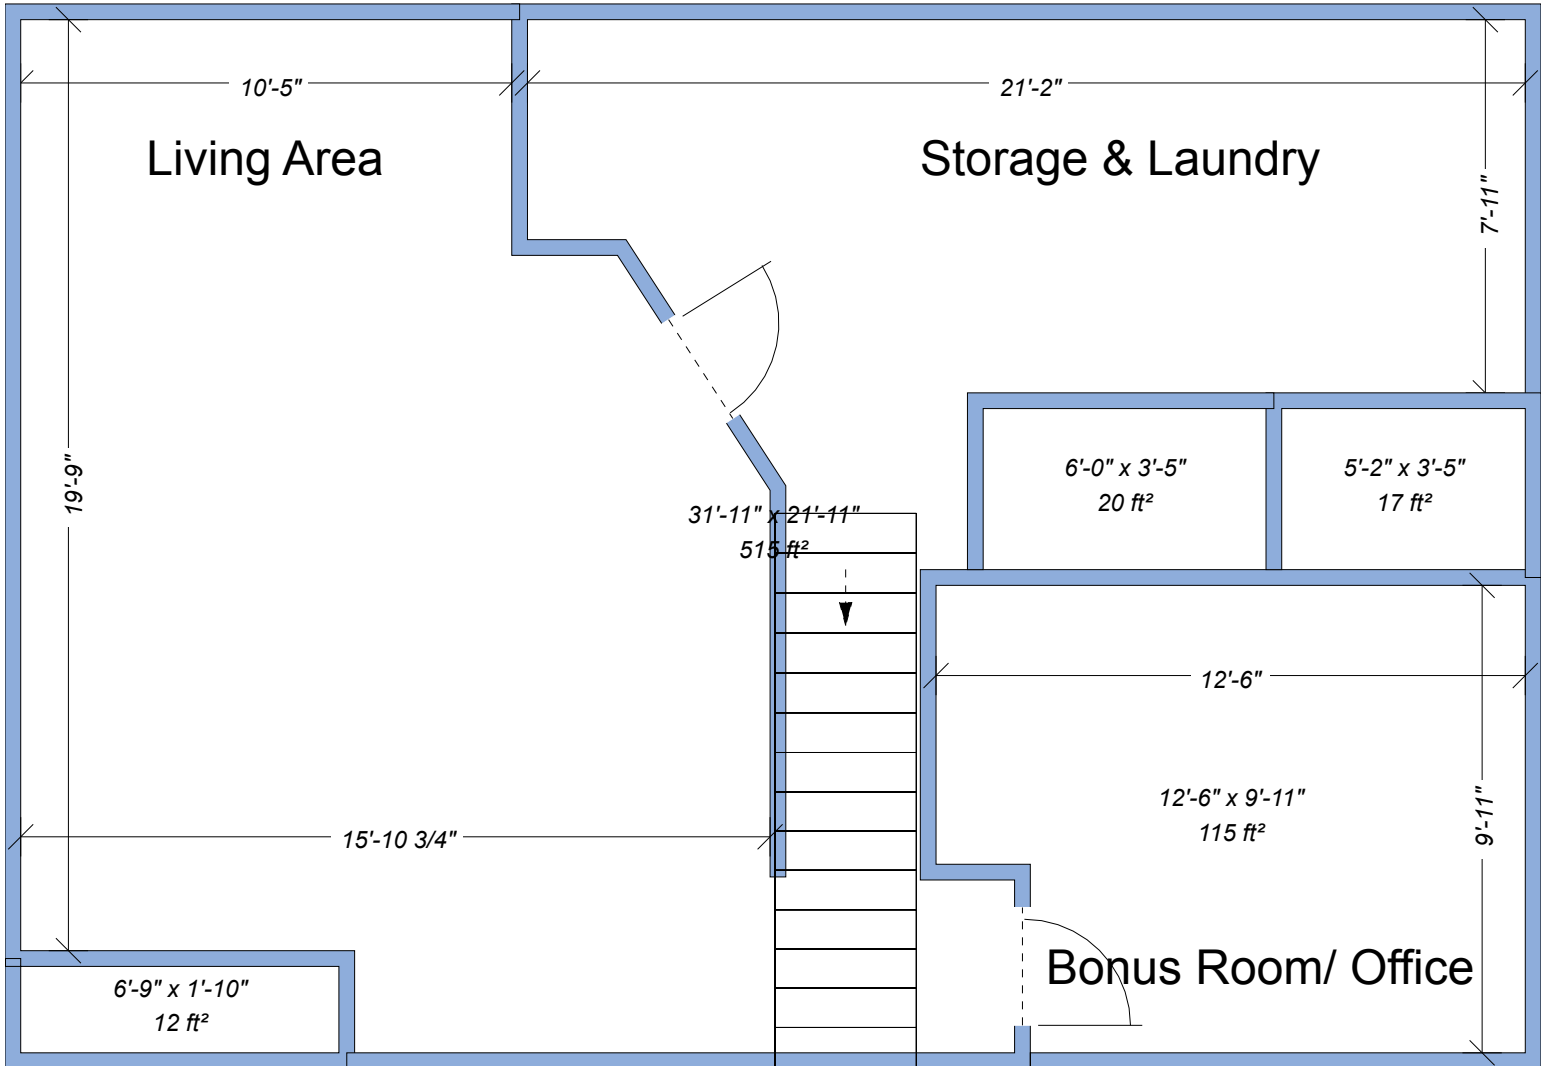 10'-5"
21'-2"
Living Area
Storage & Laundry
7'-11"
19'-9"
6'-0" x 3'-5"
20 ft²
5'-2" x 3'-5"
17 ft²
31'-11" x 21'-11"
515 ft²
12'-6"
12'-6" x 9'-11"
115 ft²
9'-11"
15'-10 3/4"
Bonus Room/ Office
6'-9" x 1'-10"
12 ft²